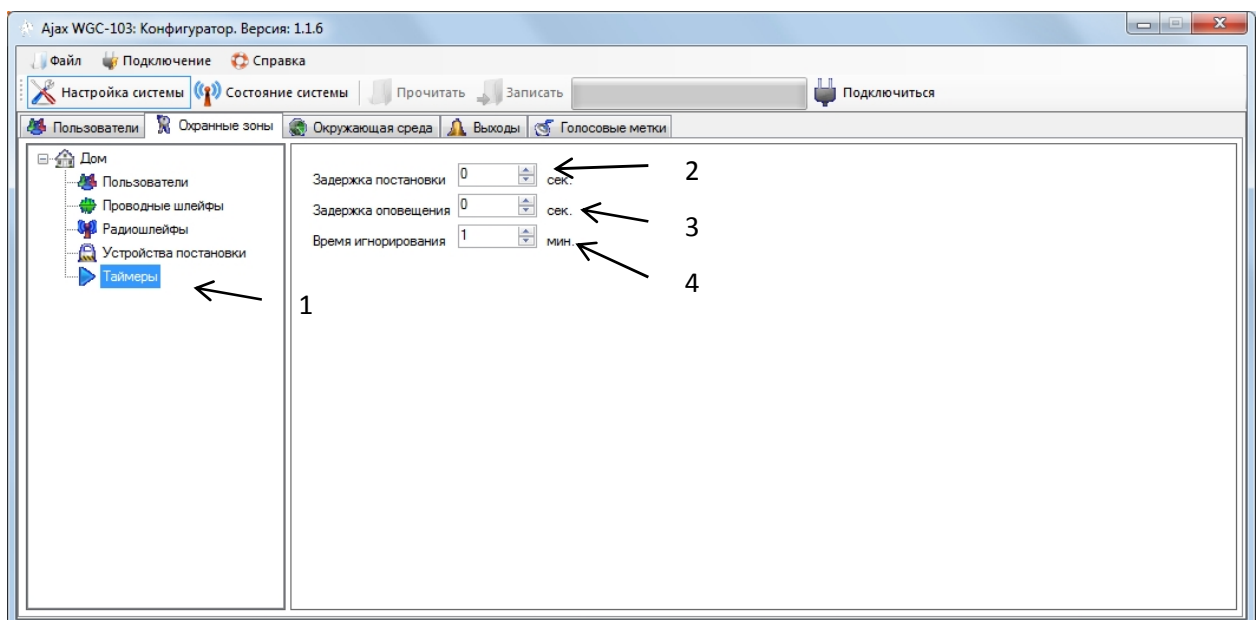 Ajax WGC-103: Конфигуратор. Версия: 1.1.6
Файл Подключение Справка
Настройка системы Состояние системы Прочитать Записать Подключиться
Пользователи Охранные зоны Окружающая среда Выходы Голосовые метки
Дом
Пользователи
Проводные шлейфы
Радиошлейфы
Устройства постановки
Таймеры
1
Задержка постановки 0 сек. 2
Задержка оповещения 0 сек. 3
Время игнорирования 1 мин. 4